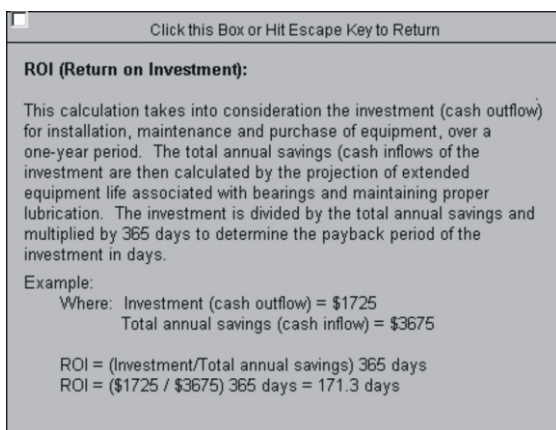 Click this Box or Hit Escape Key to Return
ROI (Return on Investment):
This calculation takes into consideration the investment (cash outflow)
for installation, maintenance and purchase of equipment, over a
one-year period.  The total annual savings (cash inflows of the
investment are then calculated by the projection of extended
equipment life associated with bearings and maintaining proper
lubrication.  The investment is divided by the total annual savings and
multiplied by 365 days to determine the payback period of the
investment in days.
Example:
Where:  Investment (cash outflow) = $1725
Total annual savings (cash inflow) = $3675
ROI = (Investment/Total annual savings) 365 days
ROI = ($1725 / $3675) 365 days = 171.3 days